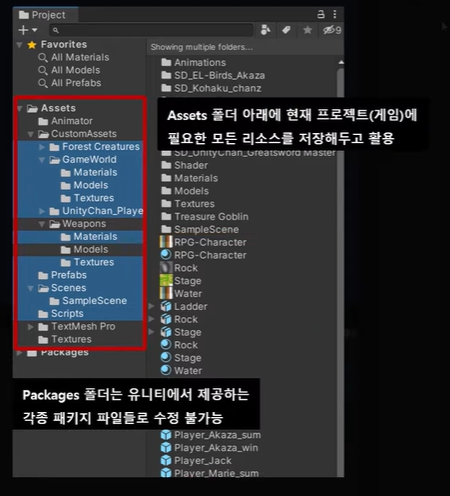 Project
9
Favorites
All Materials
All Models
All Prefabs
Assets
Animator
CustomAssets
Forest Creatures
GameWorld
Materials
Models
Textures
UnityChan_Playe
Weapons
Materials
Models
Textures
Prefabs
Scenes
SampleScene
Scripts
TextMesh Pro
Textures
Packages
Showing multiple folders...
Animations
SD_EL-Birds_Akaza
SD_Kohaku_chanz
Assets 폴더 아래에 현재 프로젝트(게임)에
필요한 모든 리소스를 저장해두고 활용
SD_UnityChan_Greatsword Master
Shader
Materials
Models
Textures
Treasure Goblin
SampleScene
RPG-Character
RPG-Character
Rock
Stage
Water
Ladder
Rock
Stage
Rock
Stage
Water
Packages 폴더는 유니티에서 제공하는
각종 패키지 파일들로 수정 불가능
Player_Akaza_sum
Player_Akaza_win
Player_Jack
Player_Marie_sum